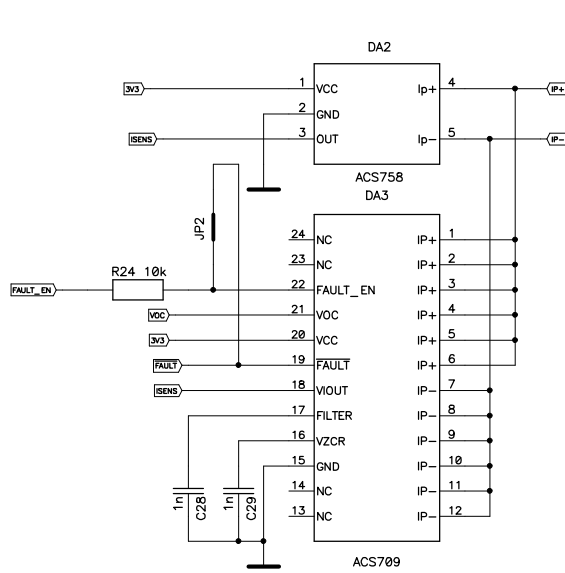 DA2
3V3 1 VCC Ip+ 4 IP+
2 GND
ISENS 3 OUT Ip- 5 IP-
ACS758
DA3
JP2
24 NC IP+ 1
23 NC IP+ 2
R24 10k
FAULT_EN 22 FAULT_EN IP+ 3
VOC 21 VOC IP+ 4
3V3 20 VCC IP+ 5
FAULT 19 FAULT IP+ 6
ISENS 18 VIOUT IP- 7
17 FILTER IP- 8
16 VZCR IP- 9
15 GND IP- 10
14 NC IP- 11
13 NC IP- 12
1n C28
1n C29
ACS709